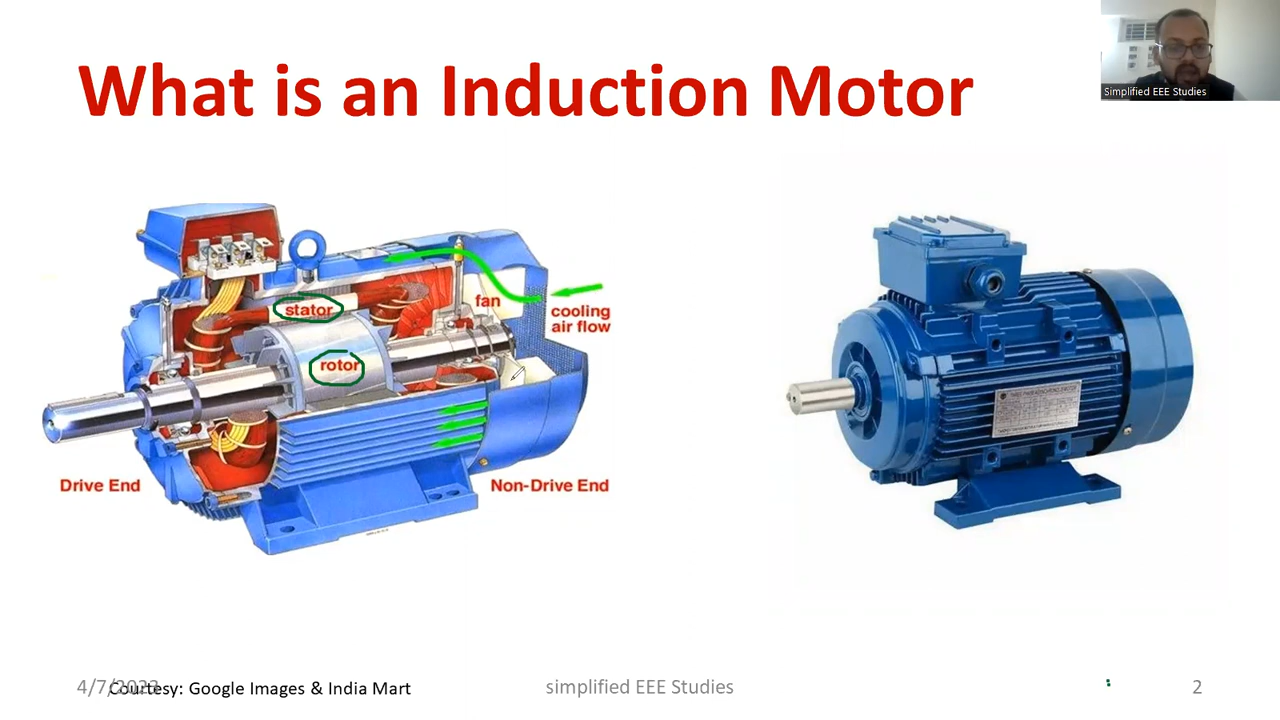 What is an Induction Motor
Simplified EEE Studies
stator
rotor
fan
cooling
air flow
Drive End
Non-Drive End
Courtesy: Google Images & India Mart
simplified EEE Studies
2